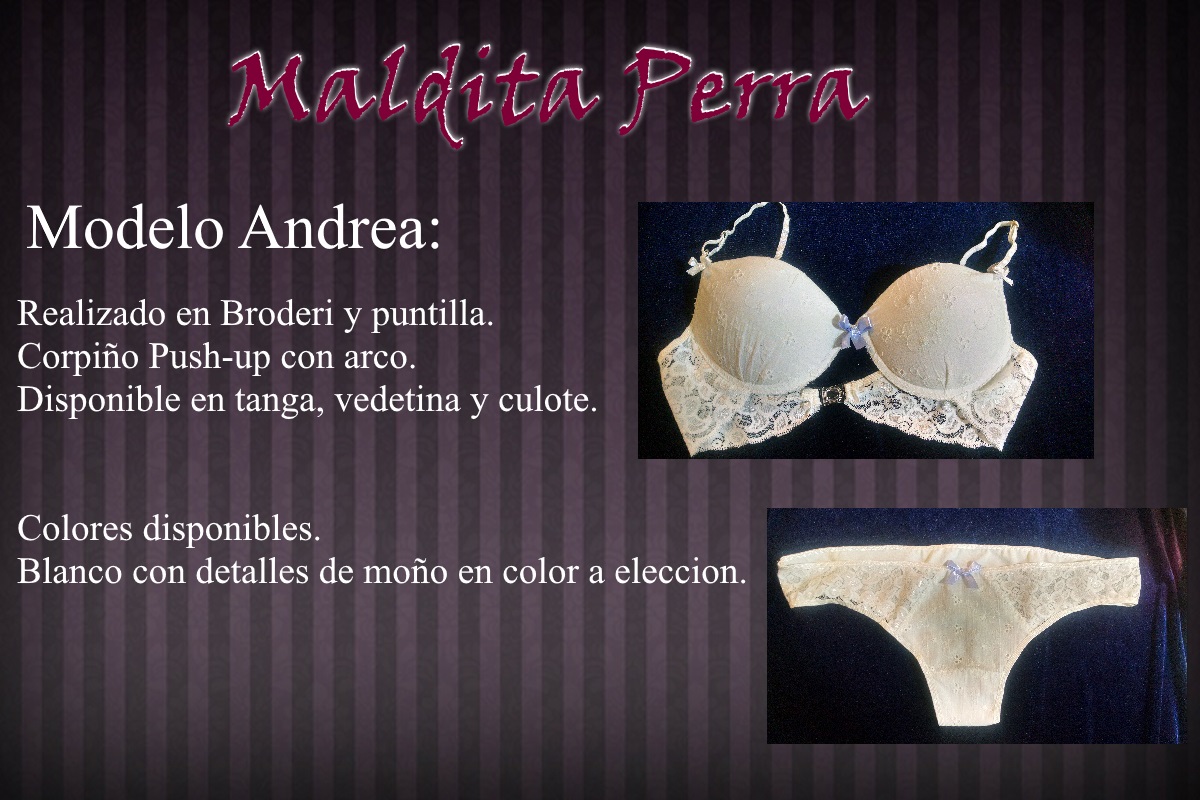 Maldita Perra
Modelo Andrea:
Realizado en Broderi y puntilla.
Corpiño Push-up con arco.
Disponible en tanga, vedetina y culote.
Colores disponibles.
Blanco con detalles de moño en color a eleccion.